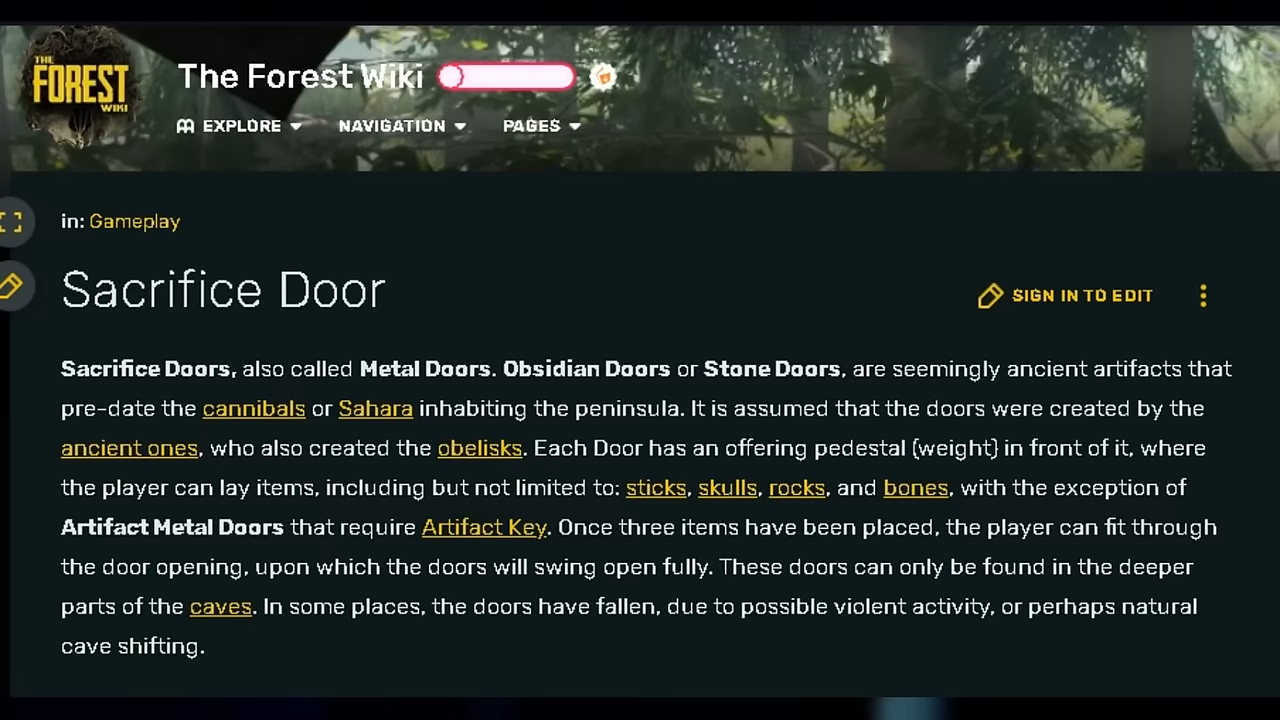 THE
FOREST
WIKI
The Forest Wiki
EXPLORE
NAVIGATION
PAGES
in: Gameplay
Sacrifice Door
SIGN IN TO EDIT
Sacrifice Doors, also called Metal Doors. Obsidian Doors or Stone Doors, are seemingly ancient artifacts that
pre-date the cannibals or Sahara inhabiting the peninsula. It is assumed that the doors were created by the
ancient ones, who also created the obelisks. Each Door has an offering pedestal (weight) in front of it, where
the player can lay items, including but not limited to: sticks, skulls, rocks, and bones, with the exception of
Artifact Metal Doors that require Artifact Key. Once three items have been placed, the player can fit through
the door opening, upon which the doors will swing open fully. These doors can only be found in the deeper
parts of the caves. In some places, the doors have fallen, due to possible violent activity, or perhaps natural
cave shifting.